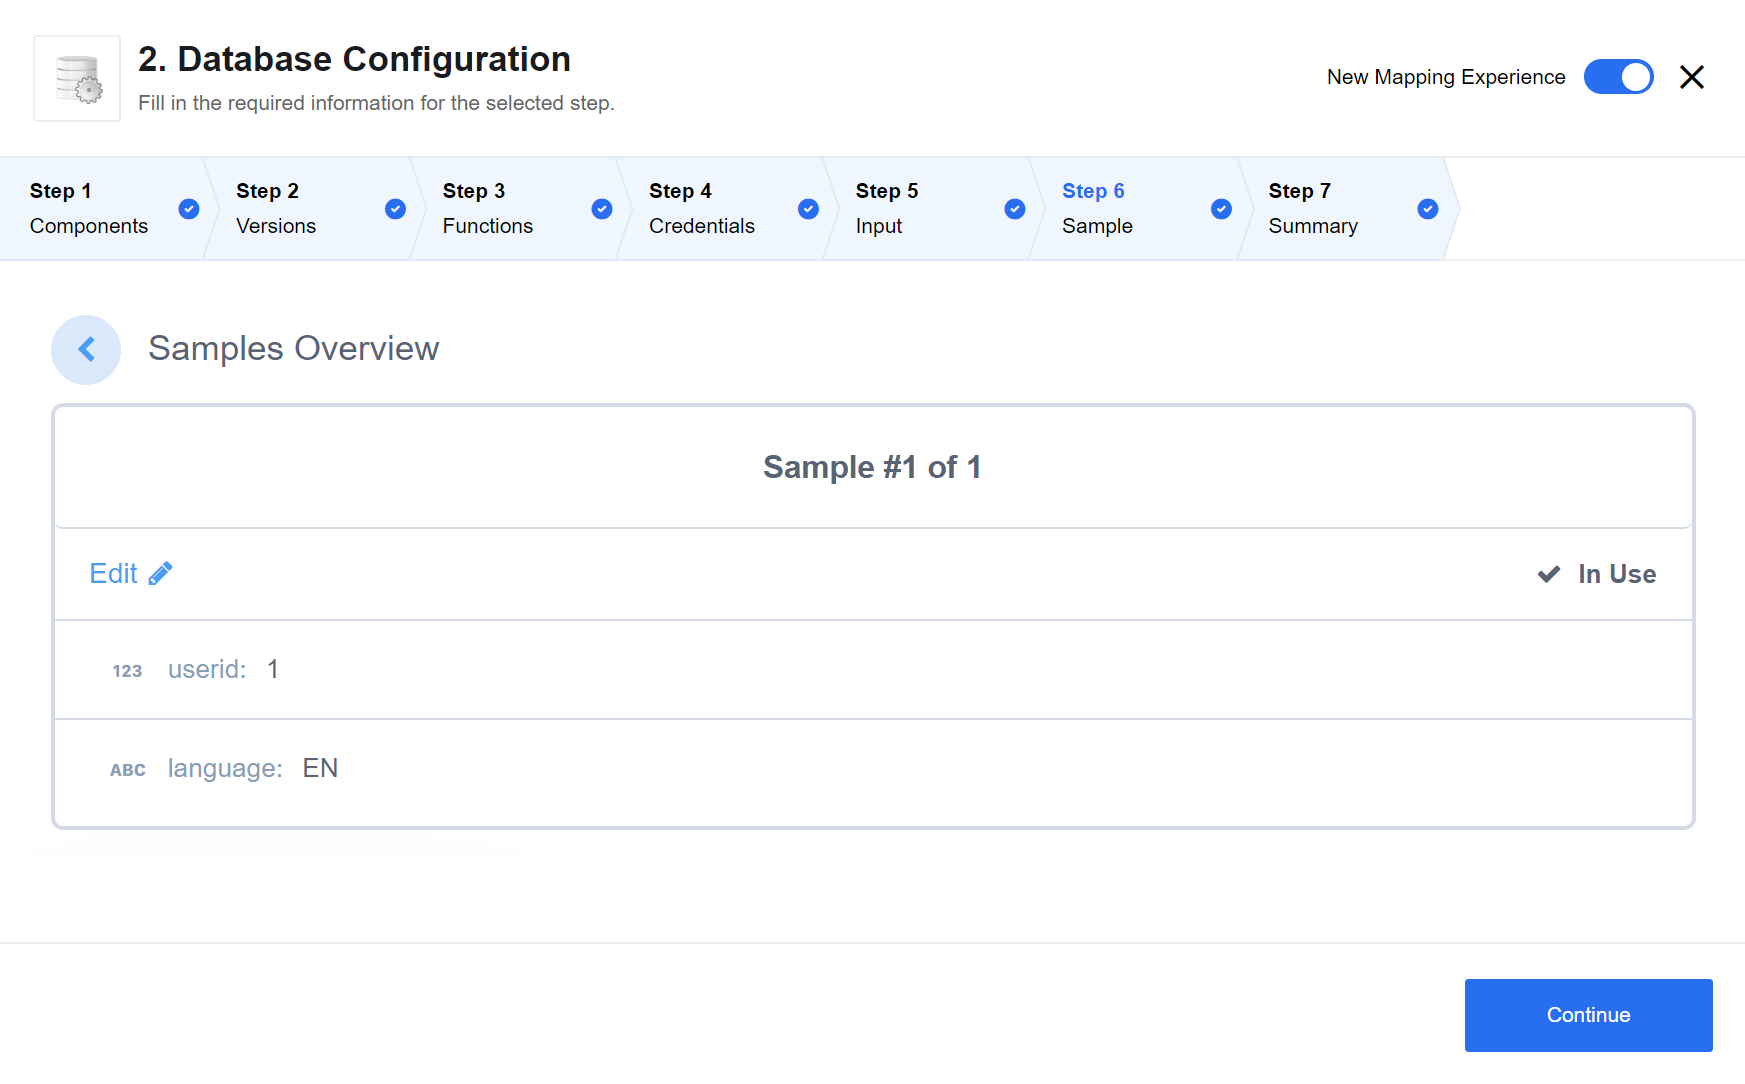 2. Database Configuration
Fill in the required information for the selected step.
New Mapping Experience
Step 1
Components
Step 2
Versions
Step 3
Functions
Step 4
Credentials
Step 5
Input
Step 6
Sample
Step 7
Summary
Samples Overview
Sample #1 of 1
Edit
In Use
123 userid: 1
ABC language: EN
Continue